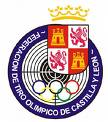 FEDERACION DE TIRO OLIMPICO DE CASTILLA Y LEON -